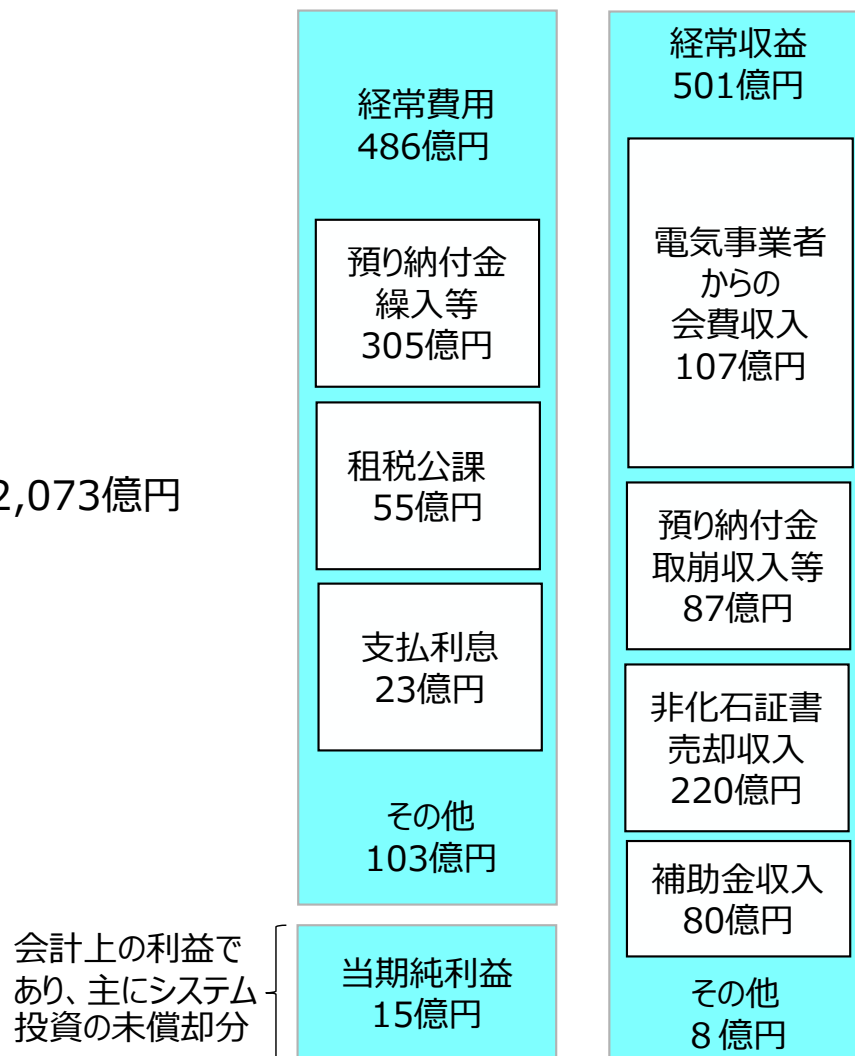 経常費用
486億円
預り納付金
繰入等
305億円
租税公課
55億円
支払利息
23億円
その他
103億円
当期純利益
15億円
経常収益
501億円
電気事業者
からの
会費収入
107億円
預り納付金
取崩収入等
87億円
非化石証書
売却収入
220億円
補助金収入
80億円
その他
８億円
2,073億円
会計上の利益で
あり、主にシステム
投資の未償却分